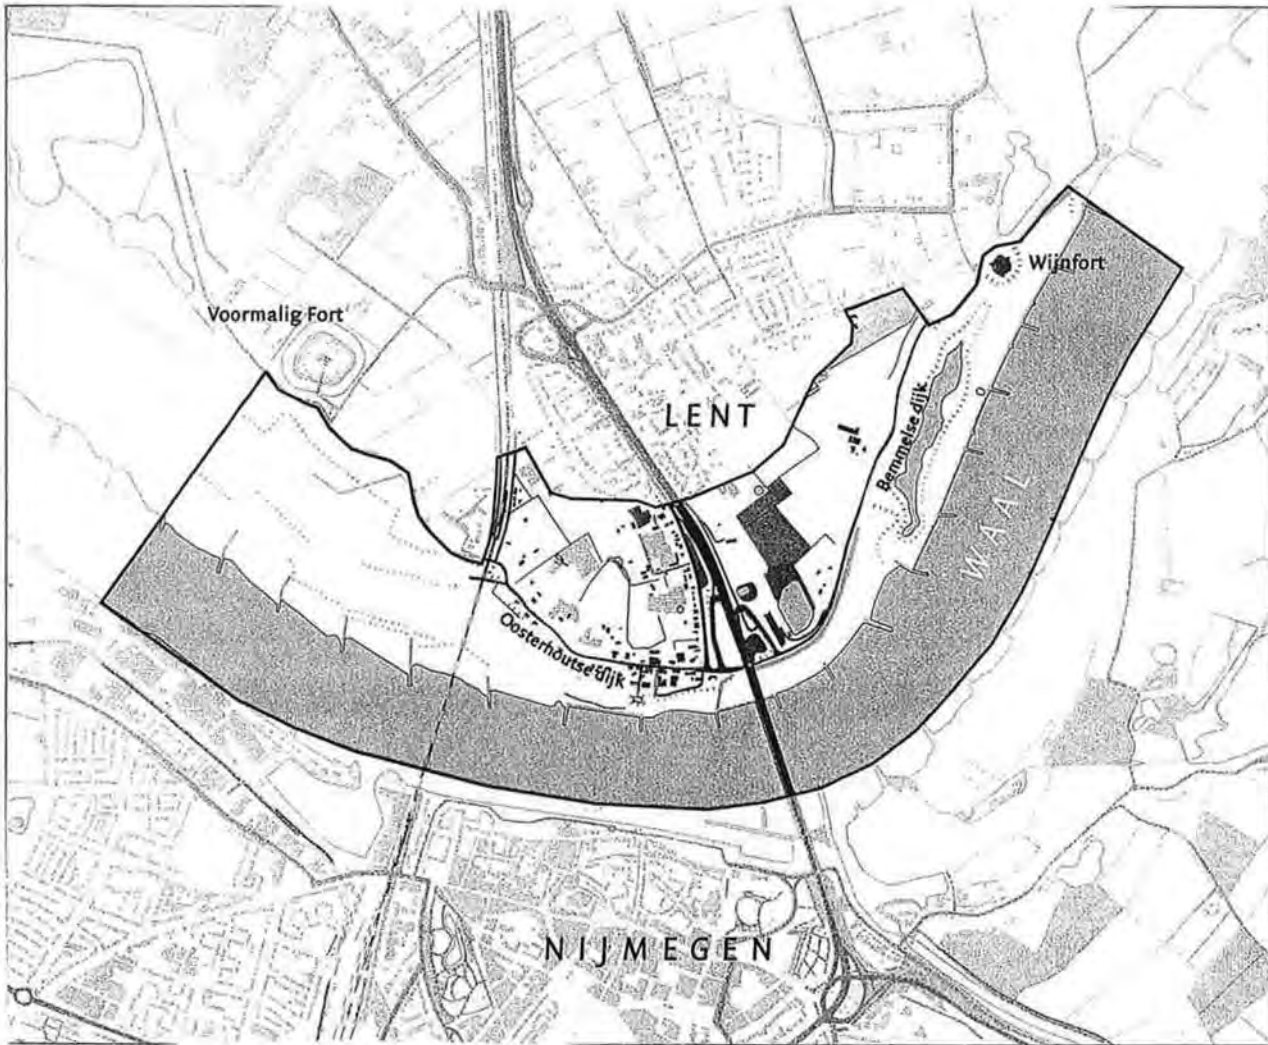 Wijnfort
Voormalig Fort
LENT
Bemmelse dijk
WAAL
Oosterhoutse dijk
NIJMEGEN